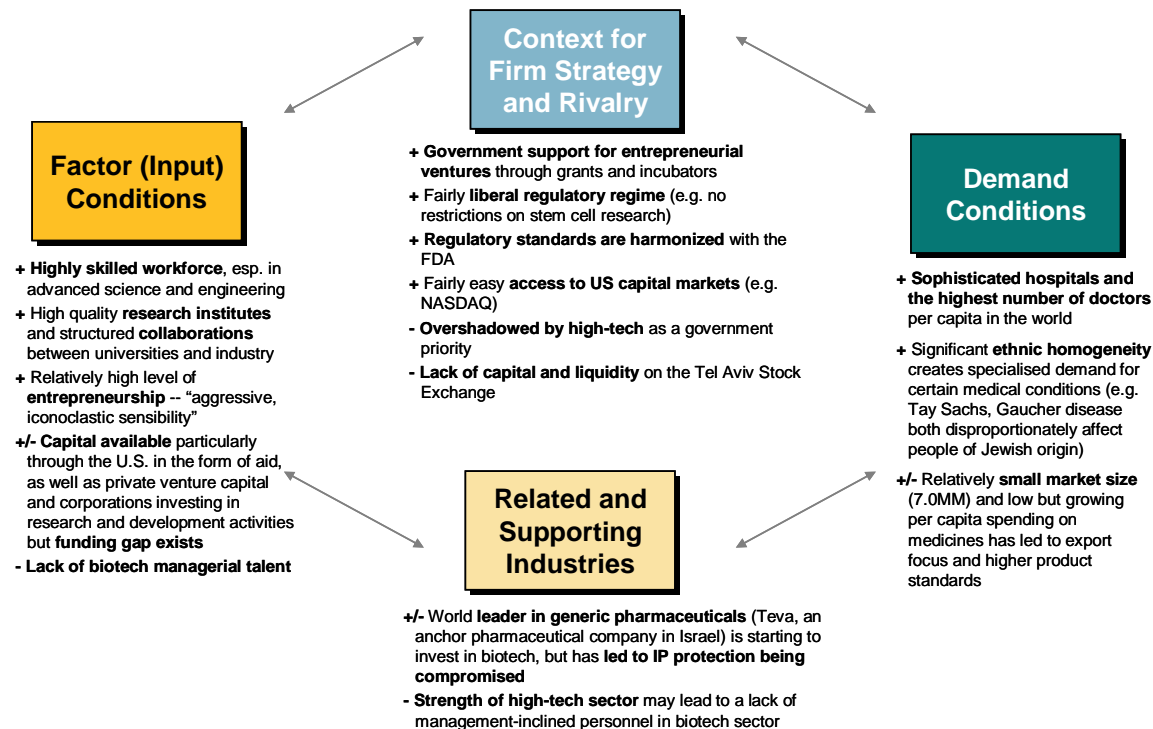 Context for
Firm Strategy
and Rivalry
+ Government support for entrepreneurial
ventures through grants and incubators
+ Fairly liberal regulatory regime (e.g. no
restrictions on stem cell research)
+ Regulatory standards are harmonized with the
FDA
+ Fairly easy access to US capital markets (e.g.
NASDAQ)
- Overshadowed by high-tech as a government
priority
- Lack of capital and liquidity on the Tel Aviv Stock
Exchange
Factor (Input)
Conditions
+ Highly skilled workforce, esp. in
advanced science and engineering
+ High quality research institutes
and structured collaborations
between universities and industry
+ Relatively high level of
entrepreneurship -- “aggressive,
iconoclastic sensibility”
+/- Capital available particularly
through the U.S. in the form of aid,
as well as private venture capital
and corporations investing in
research and development activities
but funding gap exists
- Lack of biotech managerial talent
Demand
Conditions
+ Sophisticated hospitals and
the highest number of doctors
per capita in the world
+ Significant ethnic homogeneity
creates specialised demand for
certain medical conditions (e.g.
Tay Sachs, Gaucher disease
both disproportionately affect
people of Jewish origin)
+/- Relatively small market size
(7.0MM) and low but growing
per capita spending on
medicines has led to export
focus and higher product
standards
Related and
Supporting
Industries
+/- World leader in generic pharmaceuticals (Teva, an
anchor pharmaceutical company in Israel) is starting to
invest in biotech, but has led to IP protection being
compromised
- Strength of high-tech sector may lead to a lack of
management-inclined personnel in biotech sector